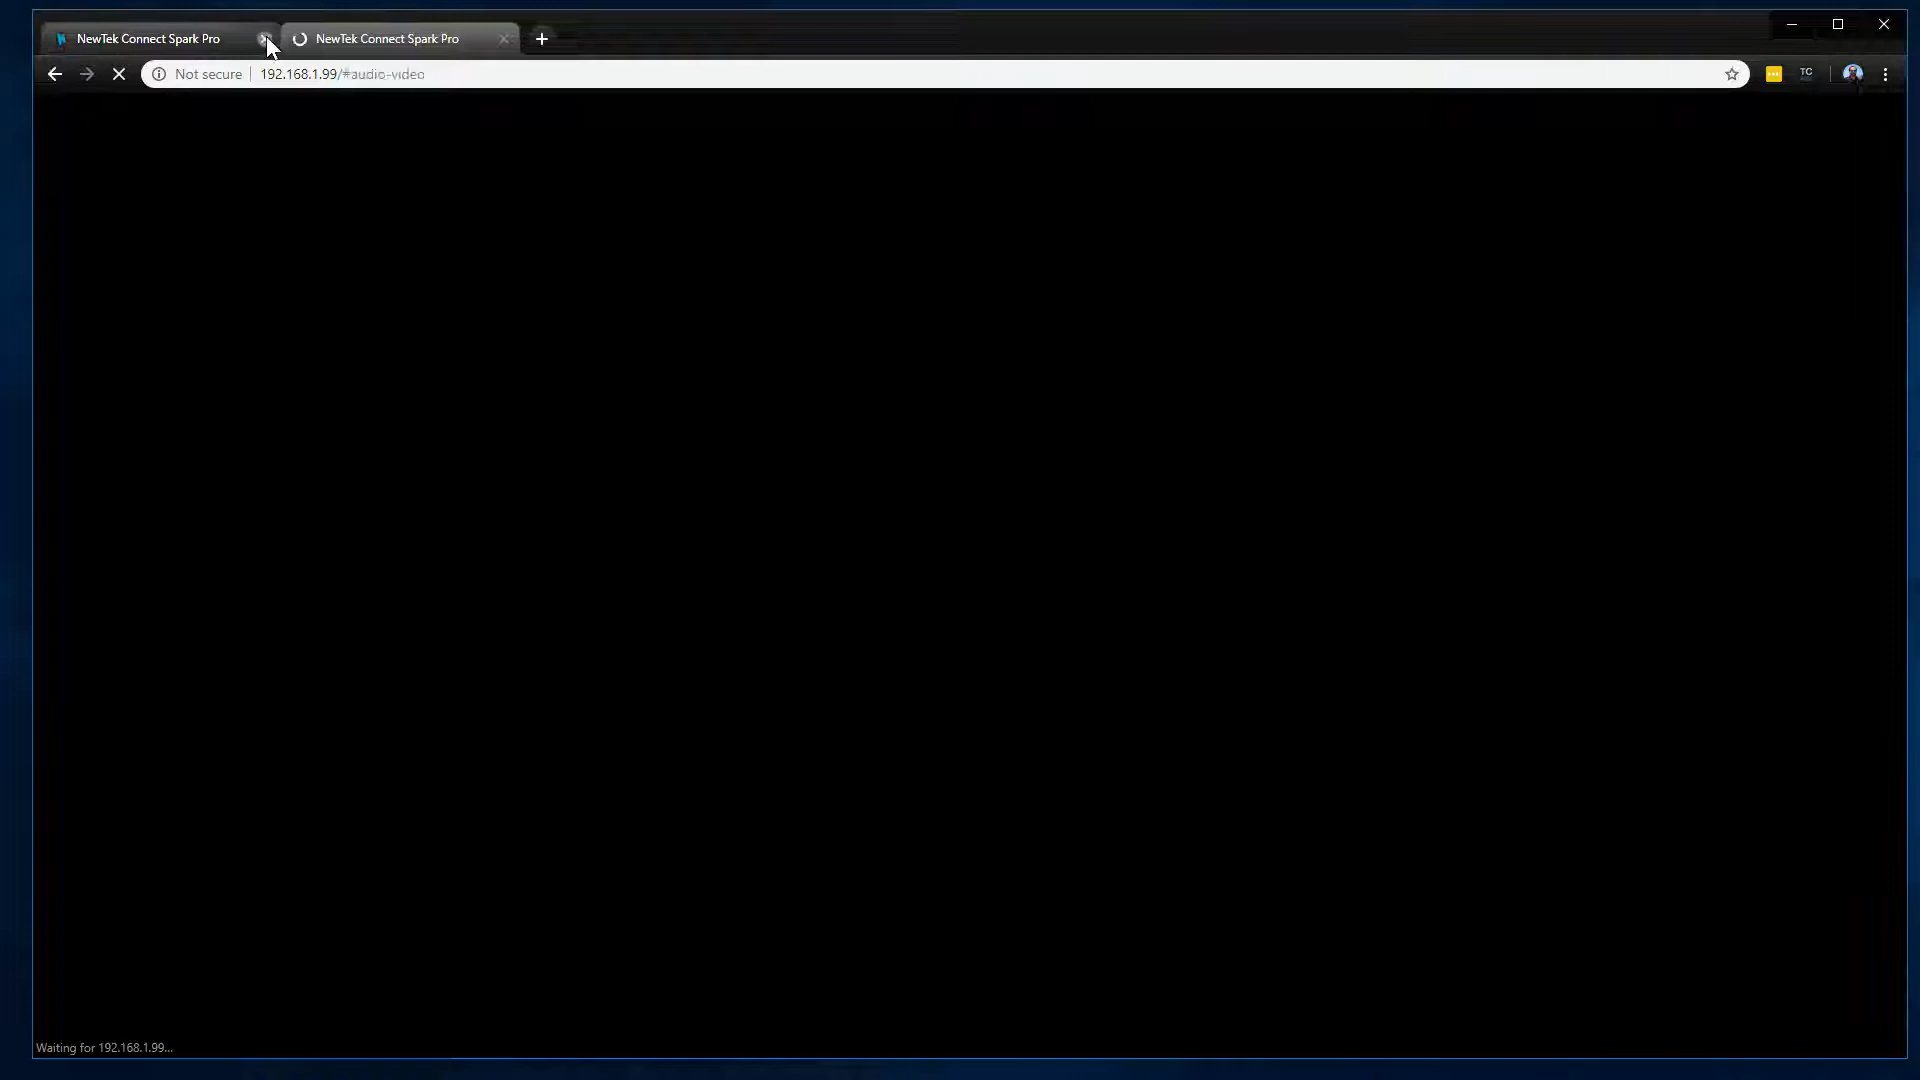 NewTek Connect Spark Pro
NewTek Connect Spark Pro
Not secure
192.168.1.99/#audio-video
TC
Waiting for 192.168.1.99...